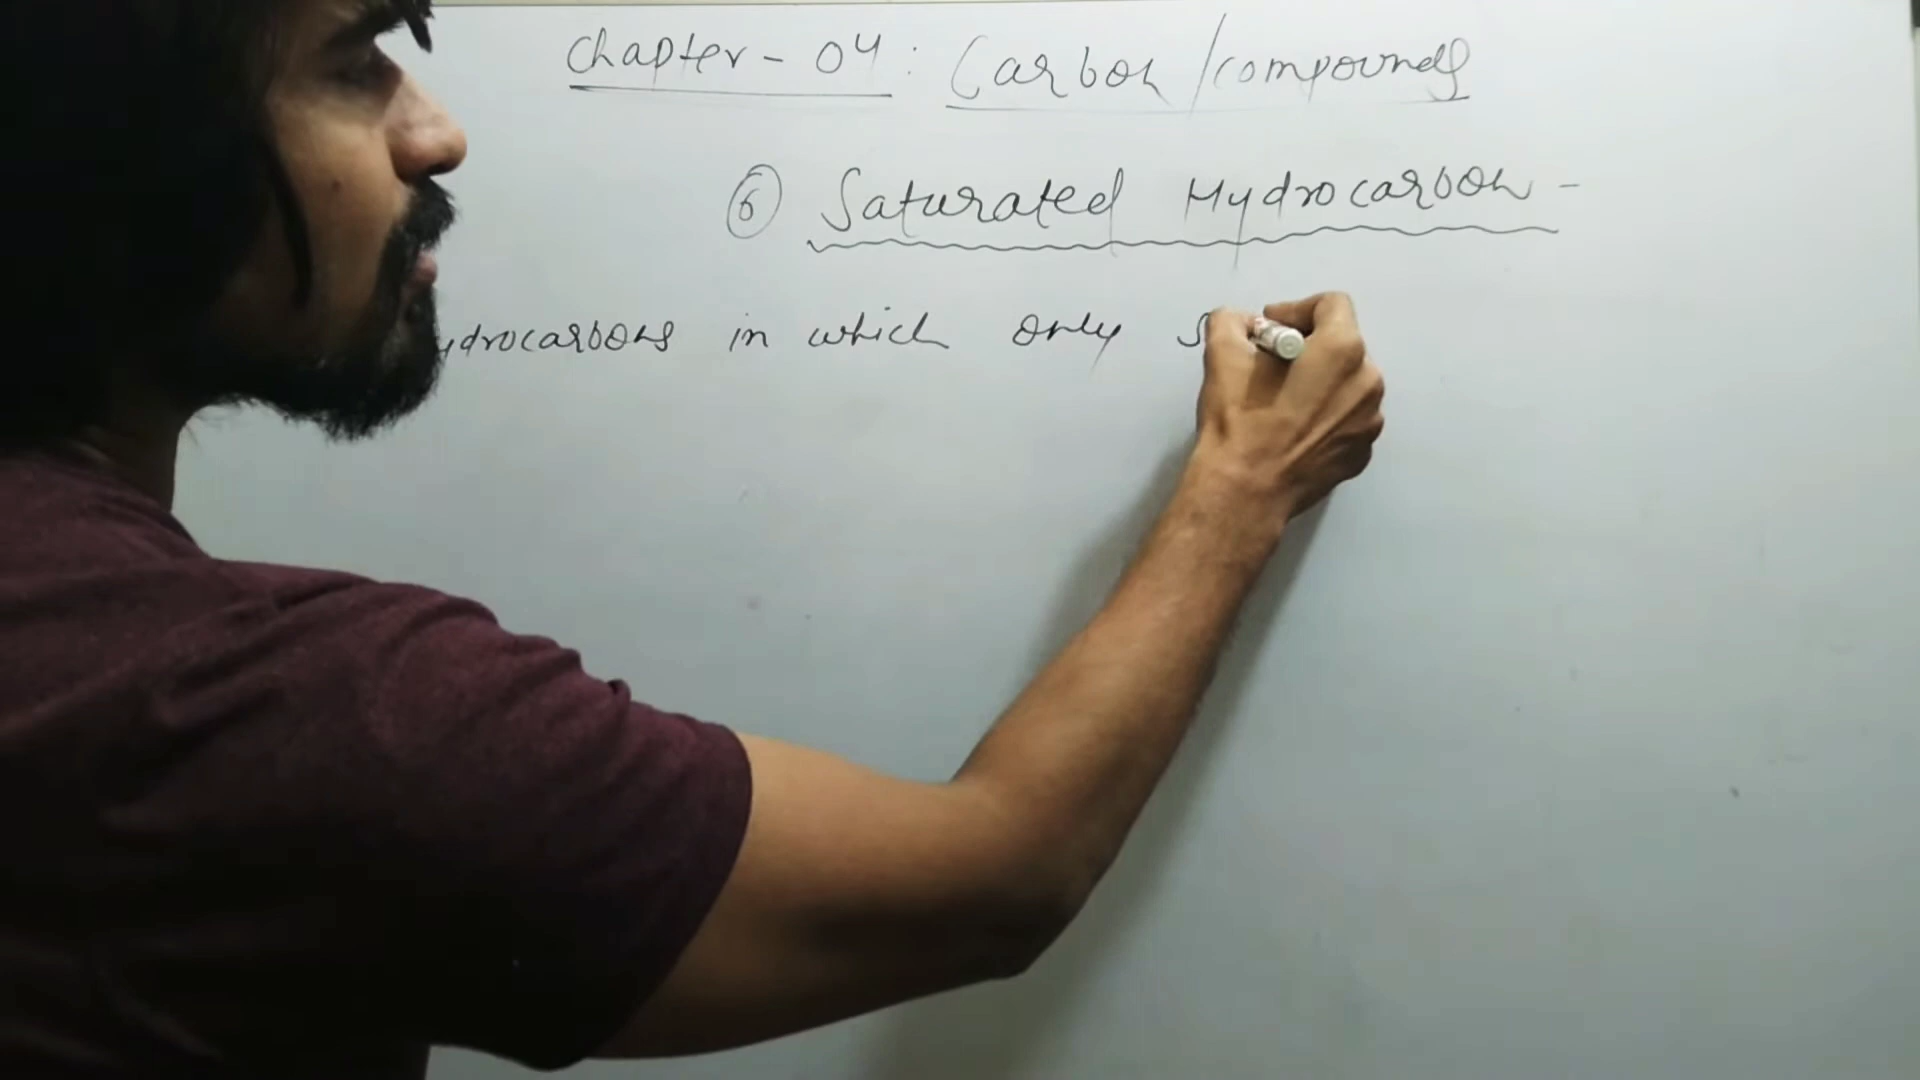 Chapter - 04 : Carbon / compounds
⑥ Saturated Hydrocarbon -
ydrocarbons in which only s